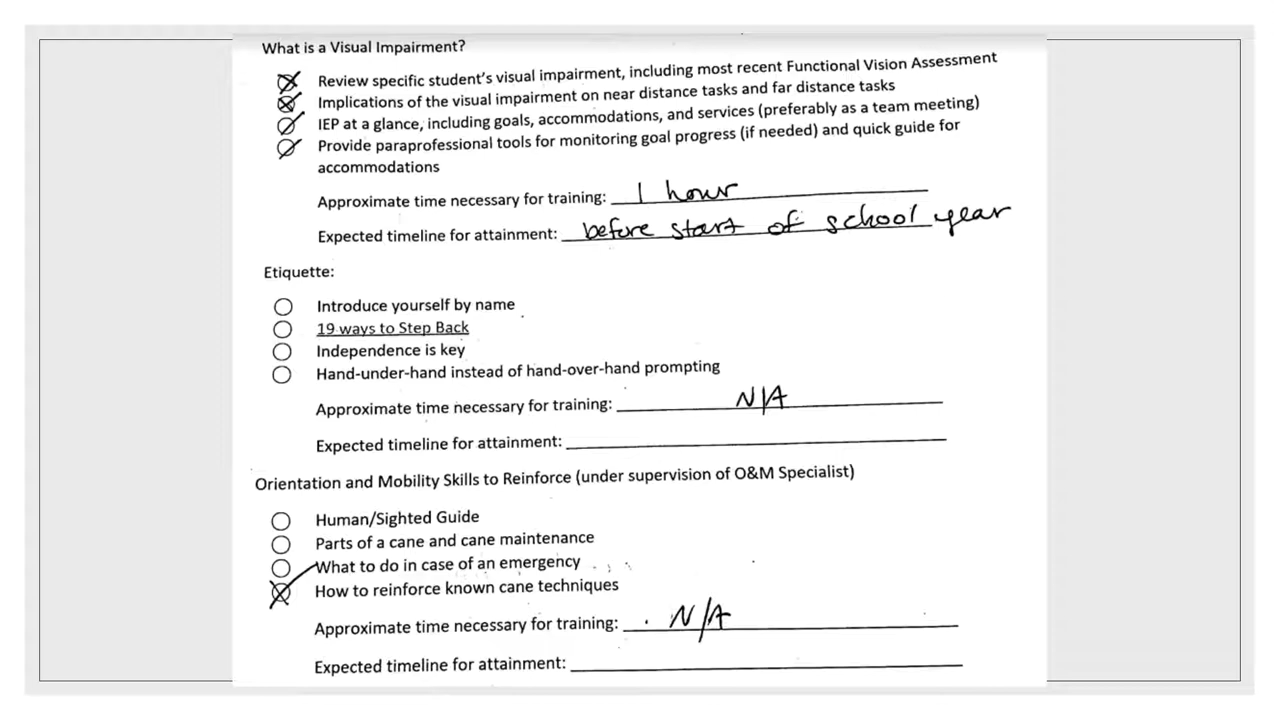 What is a Visual Impairment?
Review specific student's visual impairment, including most recent Functional Vision Assessment
Implications of the visual impairment on near distance tasks and far distance tasks
IEP at a glance, including goals, accommodations, and services (preferably as a team meeting)
Provide paraprofessional tools for monitoring goal progress (if needed) and quick guide for
accommodations
Approximate time necessary for training: 1 hour
Expected timeline for attainment: before start of school year
Etiquette:
Introduce yourself by name
19 ways to Step Back
Independence is key
Hand-under-hand instead of hand-over-hand prompting
Approximate time necessary for training: N/A
Expected timeline for attainment:
Orientation and Mobility Skills to Reinforce (under supervision of O&M Specialist)
Human/Sighted Guide
Parts of a cane and cane maintenance
What to do in case of an emergency
How to reinforce known cane techniques
Approximate time necessary for training: N/A
Expected timeline for attainment: